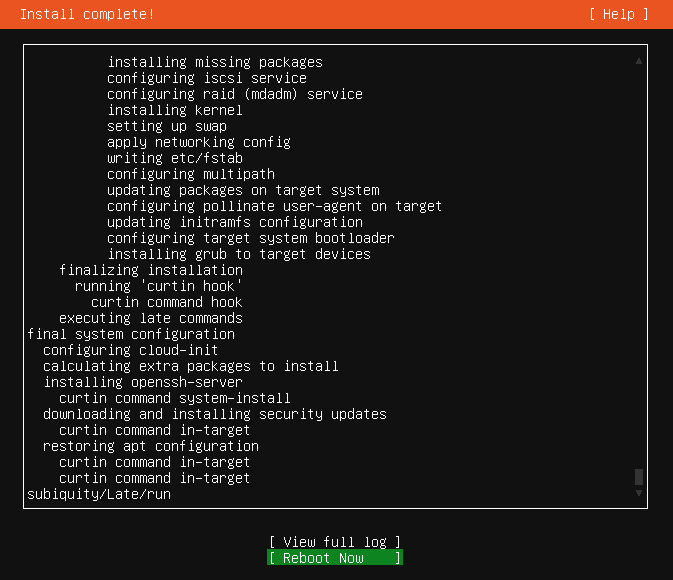 Install complete! [ Help ]
installing missing packages
configuring iscsi service
configuring raid (mdadm) service
installing kernel
setting up swap
apply networking config
writing etc/fstab
configuring multipath
updating packages on target system
configuring pollinate user-agent on target
updating initramfs configuration
configuring target system bootloader
installing grub to target devices
finalizing installation
running 'curtin hook'
curtin command hook
executing late commands
final system configuration
configuring cloud-init
calculating extra packages to install
installing openssh-server
curtin command system-install
downloading and installing security updates
curtin command in-target
restoring apt configuration
curtin command in-target
curtin command in-target
subiquity/Late/run
[ View full log ]
[ Reboot Now ]